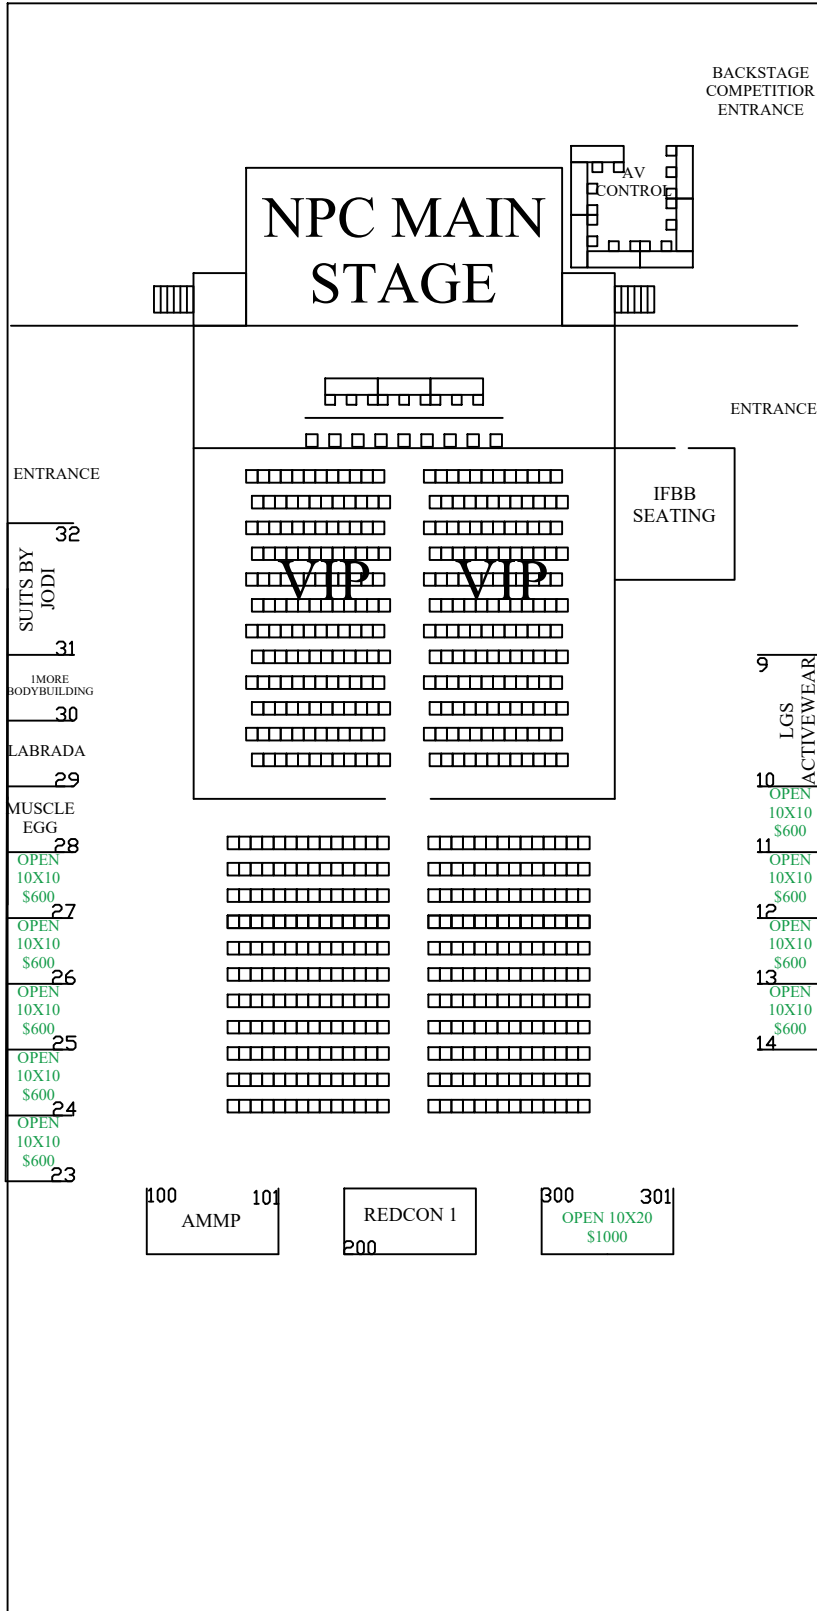 BACKSTAGE
COMPETITIOR
ENTRANCE
AV
CONTROL
NPC MAIN
STAGE
ENTRANCE
ENTRANCE
IFBB
SEATING
VIP
VIP
32
SUITS BY
JODI
31
1MORE
BODYBUILDING
30
LABRADA
29
MUSCLE
EGG
28
OPEN
10X10
$600
27
OPEN
10X10
$600
26
OPEN
10X10
$600
25
OPEN
10X10
$600
24
OPEN
10X10
$600
23
9
LGS
ACTIVEWEAR
10
OPEN
10X10
$600
11
OPEN
10X10
$600
12
OPEN
10X10
$600
13
OPEN
10X10
$600
14
100
101
AMMP
REDCON 1
200
300
301
OPEN 10X20
$1000